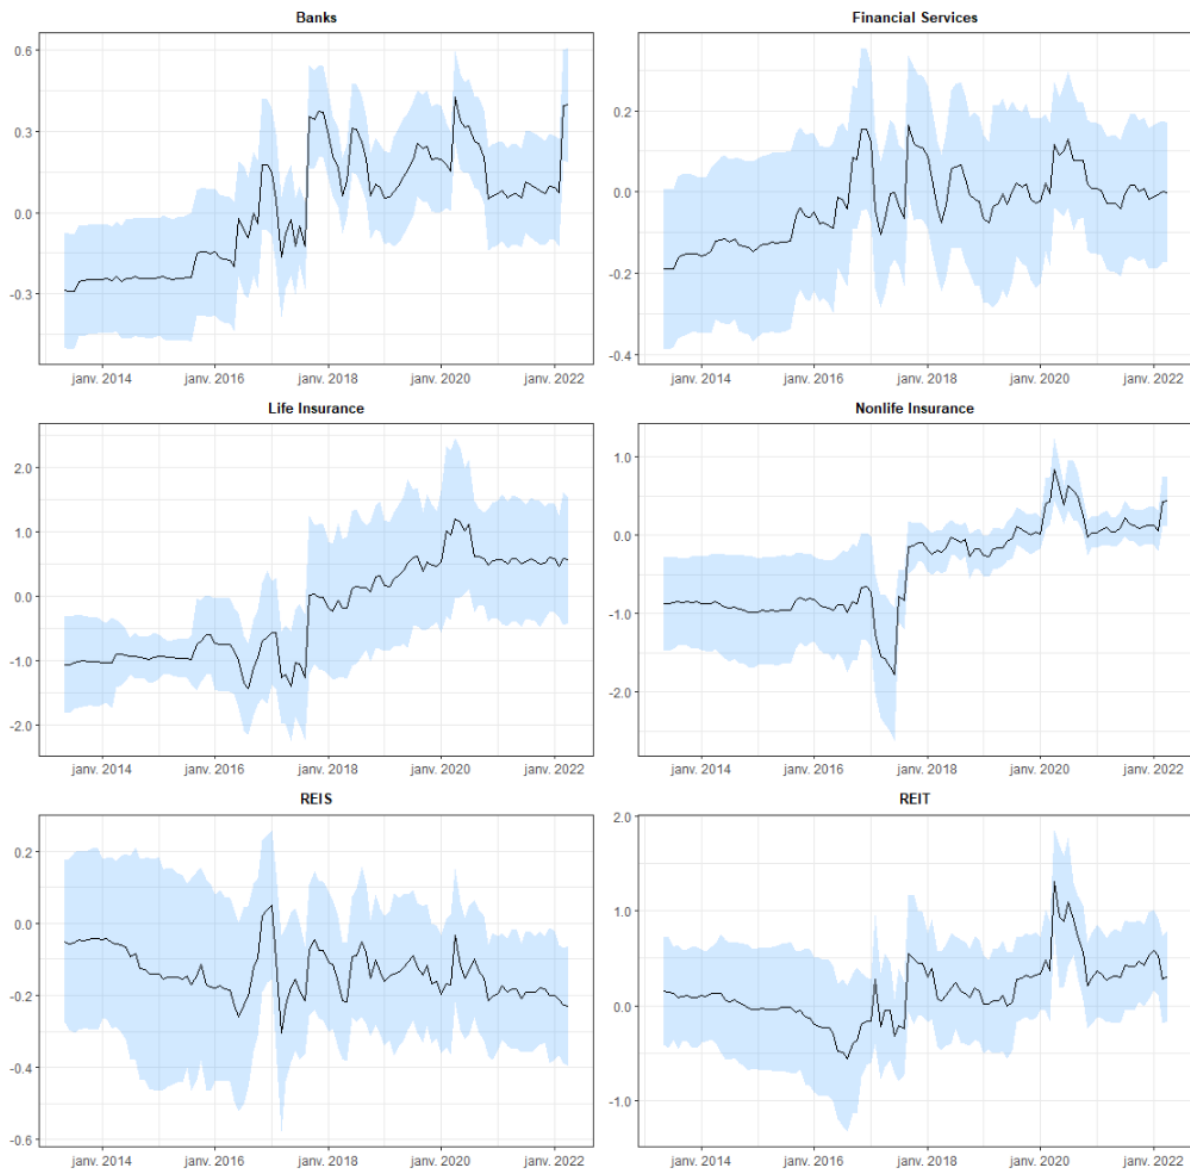 Banks
0.6
0.3
0.0
-0.3
janv. 2014 janv. 2016 janv. 2018 janv. 2020 janv. 2022
Financial Services
0.2
0.0
-0.2
-0.4
janv. 2014 janv. 2016 janv. 2018 janv. 2020 janv. 2022
Life Insurance
2.0
1.0
0.0
-1.0
-2.0
janv. 2014 janv. 2016 janv. 2018 janv. 2020 janv. 2022
Nonlife Insurance
1.0
0.0
-1.0
-2.0
janv. 2014 janv. 2016 janv. 2018 janv. 2020 janv. 2022
REIS
0.2
0.0
-0.2
-0.4
-0.6
janv. 2014 janv. 2016 janv. 2018 janv. 2020 janv. 2022
REIT
2.0
1.0
0.0
-1.0
janv. 2014 janv. 2016 janv. 2018 janv. 2020 janv. 2022